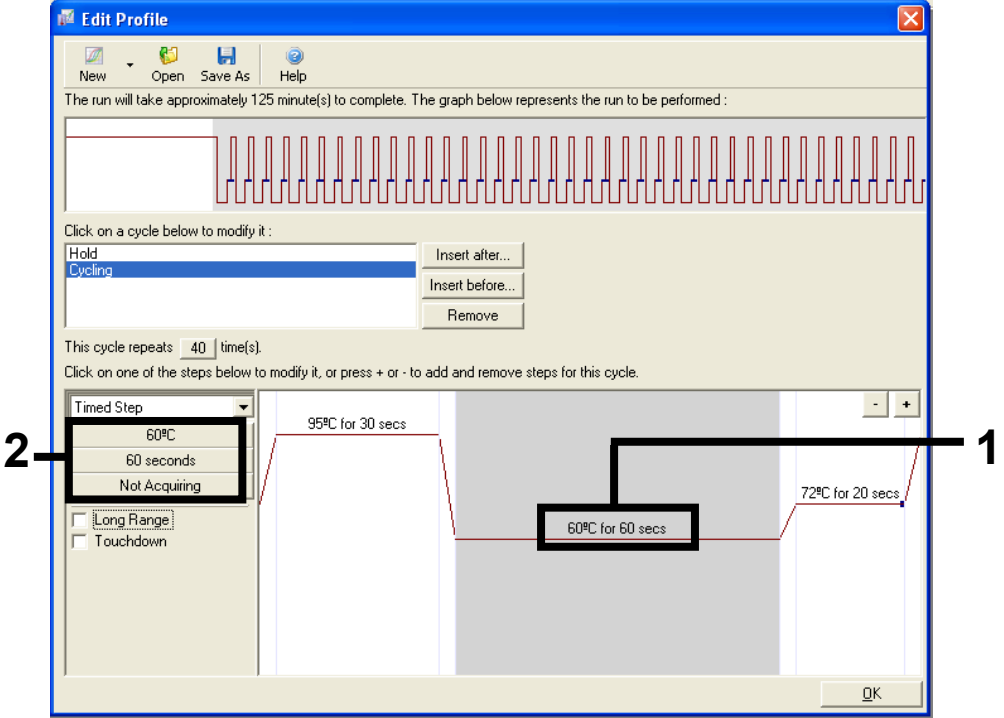 Edit Profile
New Open Save As Help
The run will take approximately 125 minute(s) to complete. The graph below represents the run to be performed :
Click on a cycle below to modify it :
Hold
Cycling
Insert after...
Insert before...
Remove
This cycle repeats 40 time(s).
Click on one of the steps below to modify it, or press + or - to add and remove steps for this cycle.
Timed Step
- +
95ºC for 30 secs
60ºC
2
1
60 seconds
Not Acquiring
72ºC for 20 secs
Long Range
60ºC for 60 secs
Touchdown
OK